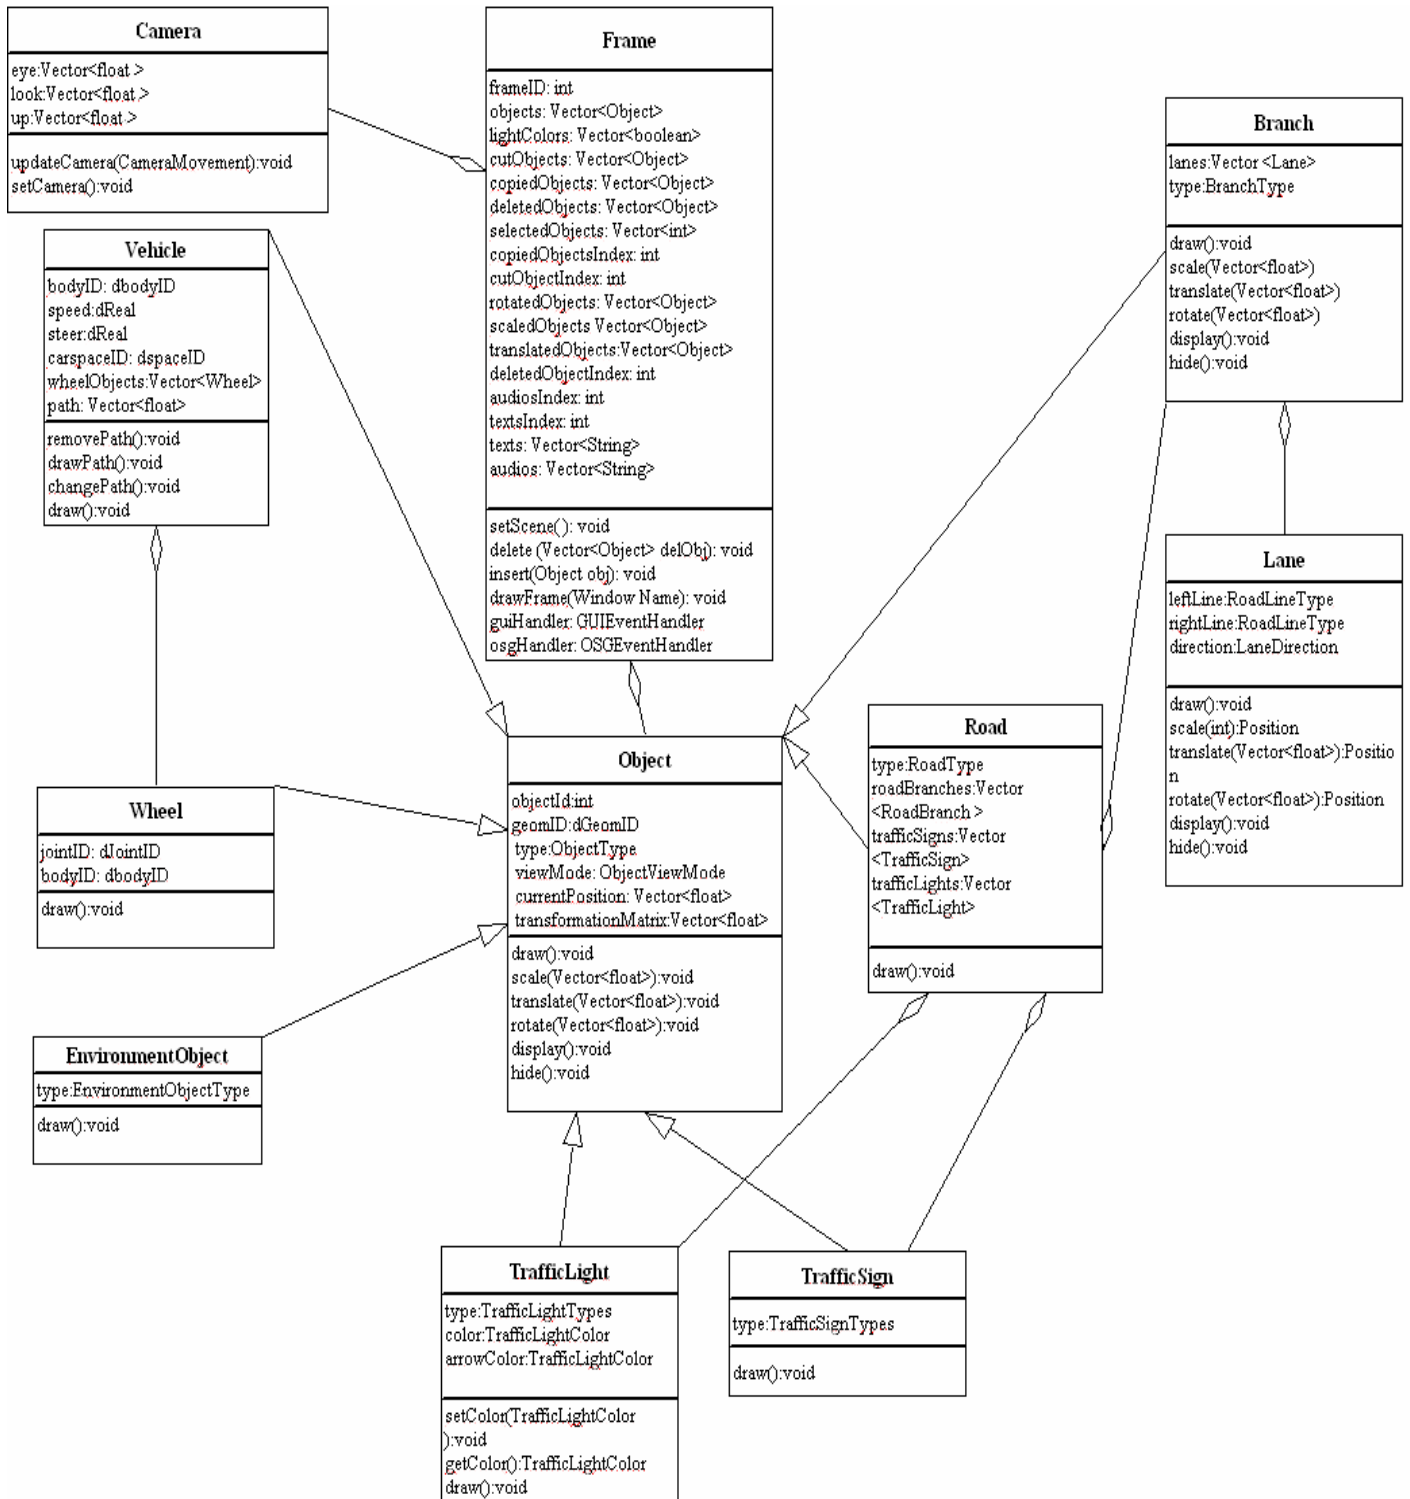 Camera
eye:Vector<float >
look:Vector<float >
up:Vector<float >
updateCamera(CameraMovement):void
setCamera():void
Frame
frameID: int
objects: Vector<Object>
lightColors: Vector<boolean>
cutObjects: Vector<Object>
copiedObjects: Vector<Object>
deletedObjects: Vector<Object>
selectedObjects: Vector<int>
copiedObjectsIndex: int
cutObjectIndex: int
rotatedObjects: Vector<Object>
scaledObjects Vector<Object>
translatedObjects:Vector<Object>
deletedObjectIndex: int
audiosIndex: int
textsIndex: int
texts: Vector<String>
audios: Vector<String>
setScene(): void
delete (Vector<Object> delObj): void
insert(Object obj): void
drawFrame(Window Name): void
guiHandler: GUIEventHandler
osgHandler: OSGEventHandler
Branch
lanes:Vector <Lane>
type:BranchType
draw():void
scale(Vector<float>)
translate(Vector<float>)
rotate(Vector<float>)
display():void
hide():void
Vehicle
bodyID: dbodyID
speed:dReal
steer:dReal
carspaceID: dspaceID
wheelObjects:Vector<Wheel>
path: Vector<float>
removePath():void
drawPath():void
changePath():void
draw():void
Lane
leftLine:RoadLineType
rightLine:RoadLineType
direction:LaneDirection
draw():void
scale(int):Position
translate(Vector<float>):Positio
n
rotate(Vector<float>):Position
display():void
hide():void
Road
type:RoadType
roadBranches:Vector
<RoadBranch >
trafficSigns:Vector
<TrafficSign>
trafficLights:Vector
<TrafficLight>
draw():void
Object
objectId:int
geomID:dGeomID
type:ObjectType
viewMode: ObjectViewMode
currentPosition: Vector<float>
transformationMatrix:Vector<float>
draw():void
scale(Vector<float>):void
translate(Vector<float>):void
rotate(Vector<float>):void
display():void
hide():void
Wheel
jointID: dJointID
bodyID: dbodyID
draw():void
EnvironmentObject
type:EnvironmentObjectType
draw():void
TrafficLight
type:TrafficLightTypes
color:TrafficLightColor
arrowColor:TrafficLightColor
setColor(TrafficLightColor
):void
getColor():TrafficLightColor
draw():void
TrafficSign
type:TrafficSignTypes
draw():void